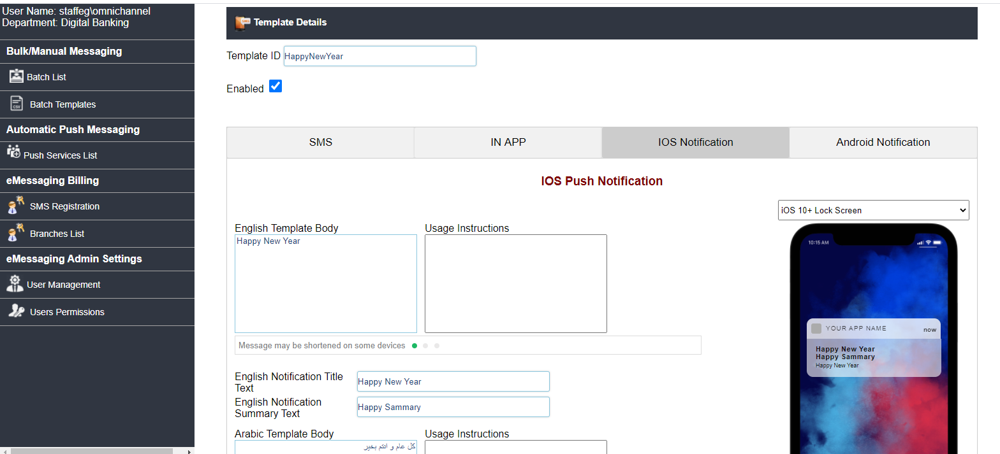 User Name: staffeg\omnichannel
Department: Digital Banking
Bulk/Manual Messaging
Batch List
Batch Templates
Automatic Push Messaging
Push Services List
eMessaging Billing
SMS Registration
Branches List
eMessaging Admin Settings
User Management
Users Permissions
Template Details
Template ID HappyNewYear
Enabled
SMS IN APP IOS Notification Android Notification
IOS Push Notification
iOS 10+ Lock Screen
English Template Body Usage Instructions
Happy New Year
Message may be shortened on some devices
English Notification Title
Text
Happy New Year
English Notification
Summary Text
Happy Sammary
Arabic Template Body Usage Instructions
كل عام و انتم بخير
10:15 AM
YOUR APP NAME now
Happy New Year
Happy Sammary
Happy New Year